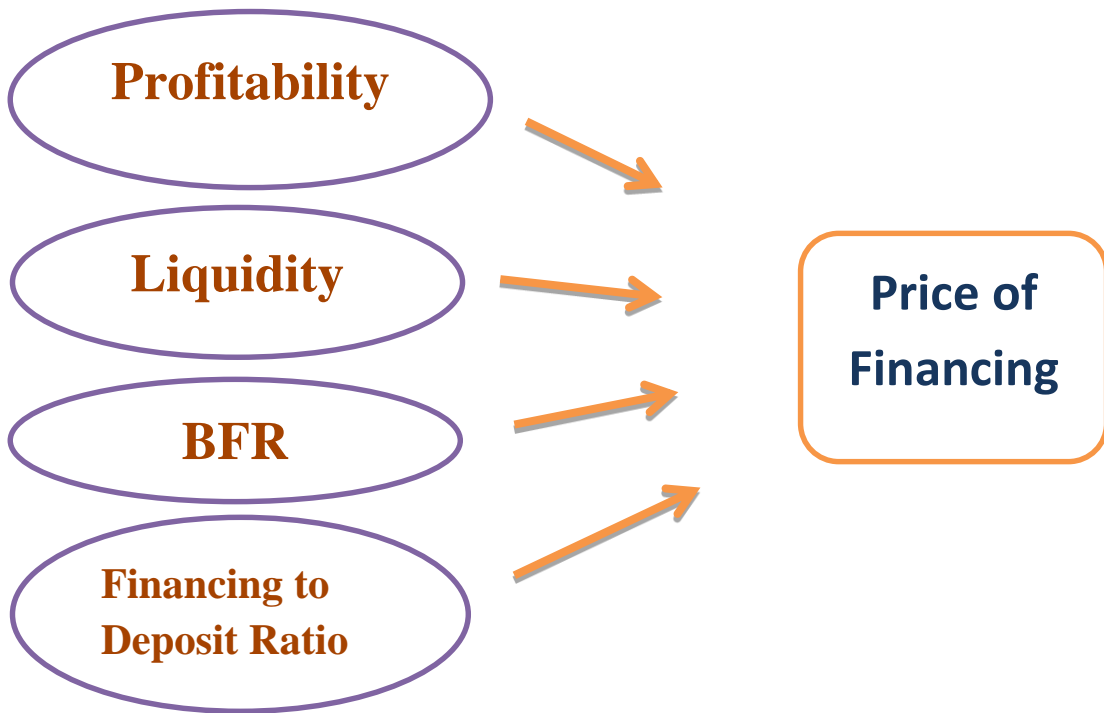 Profitability
Liquidity
BFR
Financing to
Deposit Ratio
Price of
Financing